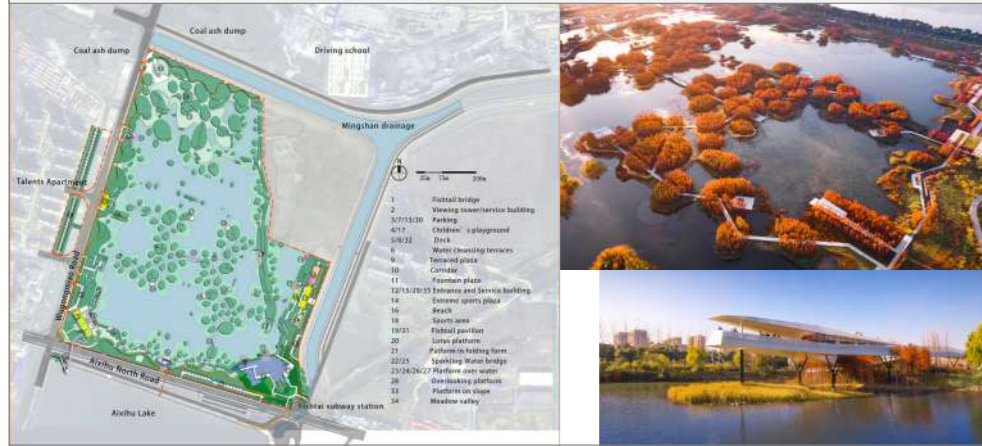 Coal ash dump
Coal ash dump
Driving school
Mingshan drainage
Talents Apartment
N
200m
1 Fishtail bridge
2 Viewing tower/service building
3/7/13/30 Parking
4/17 Children' s playground
5/8/32 Dock
6 Water cleansing terraces
9 Terraced plaza
10 Corridor
11 Fountain plaza
12/15/29/35 Entrance and Service building
14 Extreme sports plaza
16 Beach
18 Sports area
19/31 Fishtail pavilion
20 Lotus platform
21 Patform in folding form
22/25 Sparkling Water bridge
23/24/26/27 Platform over water
28 Overlooking platform
33 Platform on slope
34 Meadow valley
Road
Aixihu North Road
Aixihu Lake
Fishtai subway station